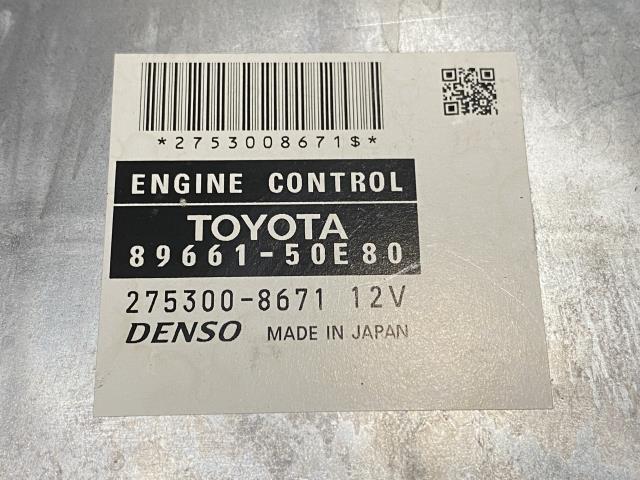 *2753008671$*
ENGINE CONTROL
TOYOTA
89661-50E80
275300-8671 12V
DENSO MADE IN JAPAN